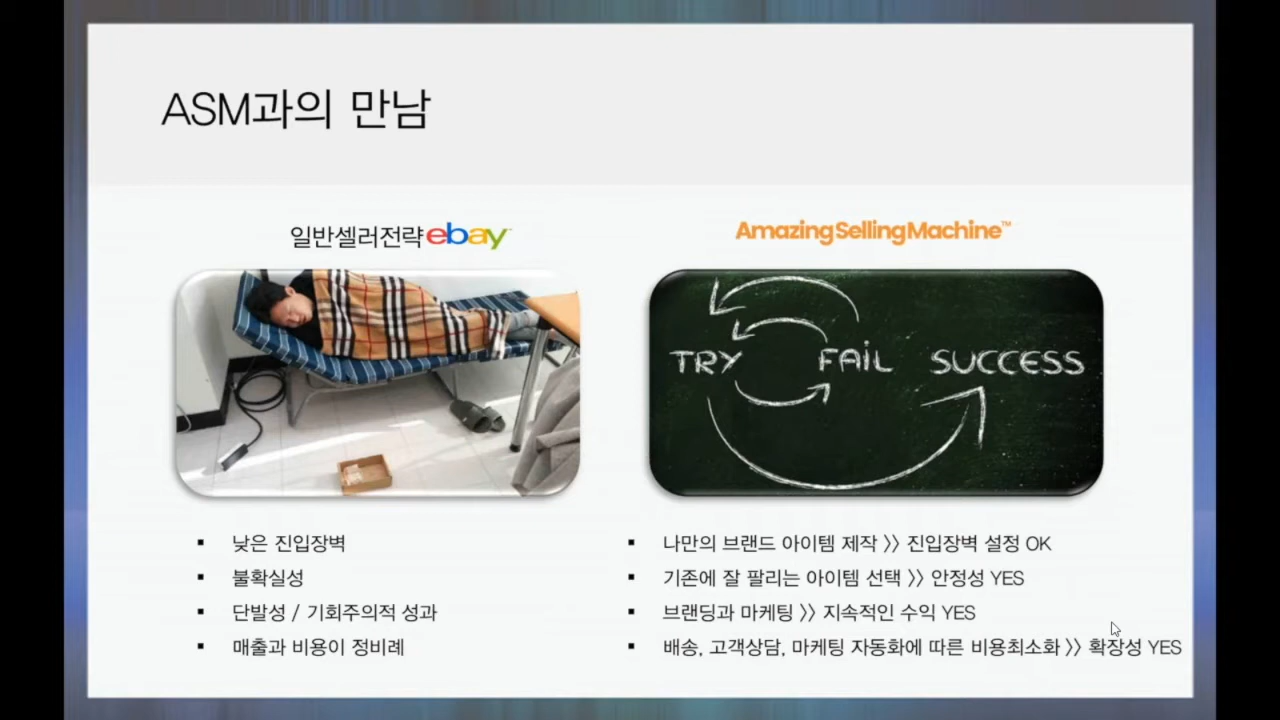 ASM과의 만남
일반셀러전략 ebay
낮은 진입장벽
불확실성
단발성 / 기회주의적 성과
매출과 비용이 정비례
Amazing Selling Machine™
TRY FAIL SUCCESS
나만의 브랜드 아이템 제작 >> 진입장벽 설정 OK
기존에 잘 팔리는 아이템 선택 >> 안정성 YES
브랜딩과 마케팅 >> 지속적인 수익 YES
배송, 고객상담, 마케팅 자동화에 따른 비용최소화 >> 확장성 YES